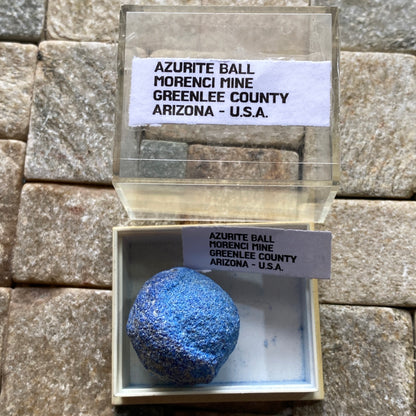 AZURITE BALL
MORENCI MINE
GREENLEE COUNTY
ARIZONA - U.S.A.
AZURITE BALL
MORENCI MINE
GREENLEE COUNTY
ARIZONA - U.S.A.